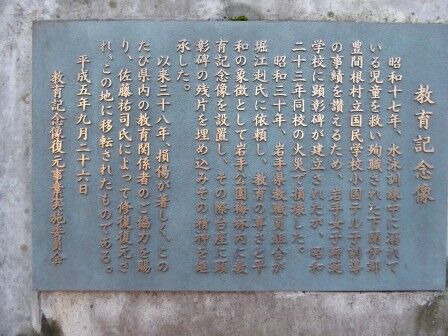 教育記念像
昭和十七年、水泳訓練中に溺れて
いる児童を救い殉職された下閉伊郡
豊間根村立国民学校小国テル子訓導
の事績を讃えるため、岩手女子師範
学校に顕彰碑が建立されたが、昭和
二十三年同校の火災で損壊した。
昭和三十年、岩手県教職員組合が
堀江赳氏に依頼し、教育の尊さと平
和の象徴として岩手公園梅林内に教
育記念像を設置し、その際台座に顕
彰碑の残片を埋め込みその精神を継
承した。
以来三十八年、損傷が著しく、この
たび県内の教育関係者のご協力を賜
り、佐藤祐司氏によって修復復元さ
れ、この地に移転されたものである。
平成五年九月二十六日
教育記念像復元事業実施委員会